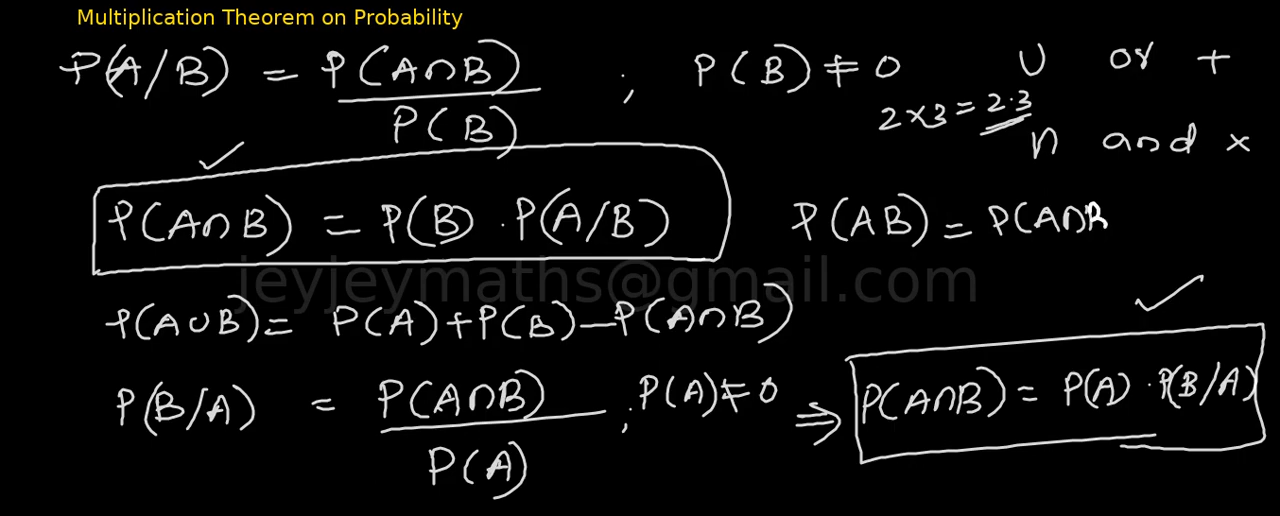 Multiplication Theorem on Probability
P(A/B) = P(A∩B) / P(B) ; P(B) ≠ 0
∪ or +
2×3 = 2·3
∩ and ×
P(A∩B) = P(B) · P(A/B)
P(AB) = P(A∩B
jeyjeymaths@gmail.com
P(A∪B) = P(A)+P(B)−P(A∩B)
P(B/A) = P(A∩B) / P(A) ; P(A) ≠ 0 ⇒ P(A∩B) = P(A) · P(B/A)